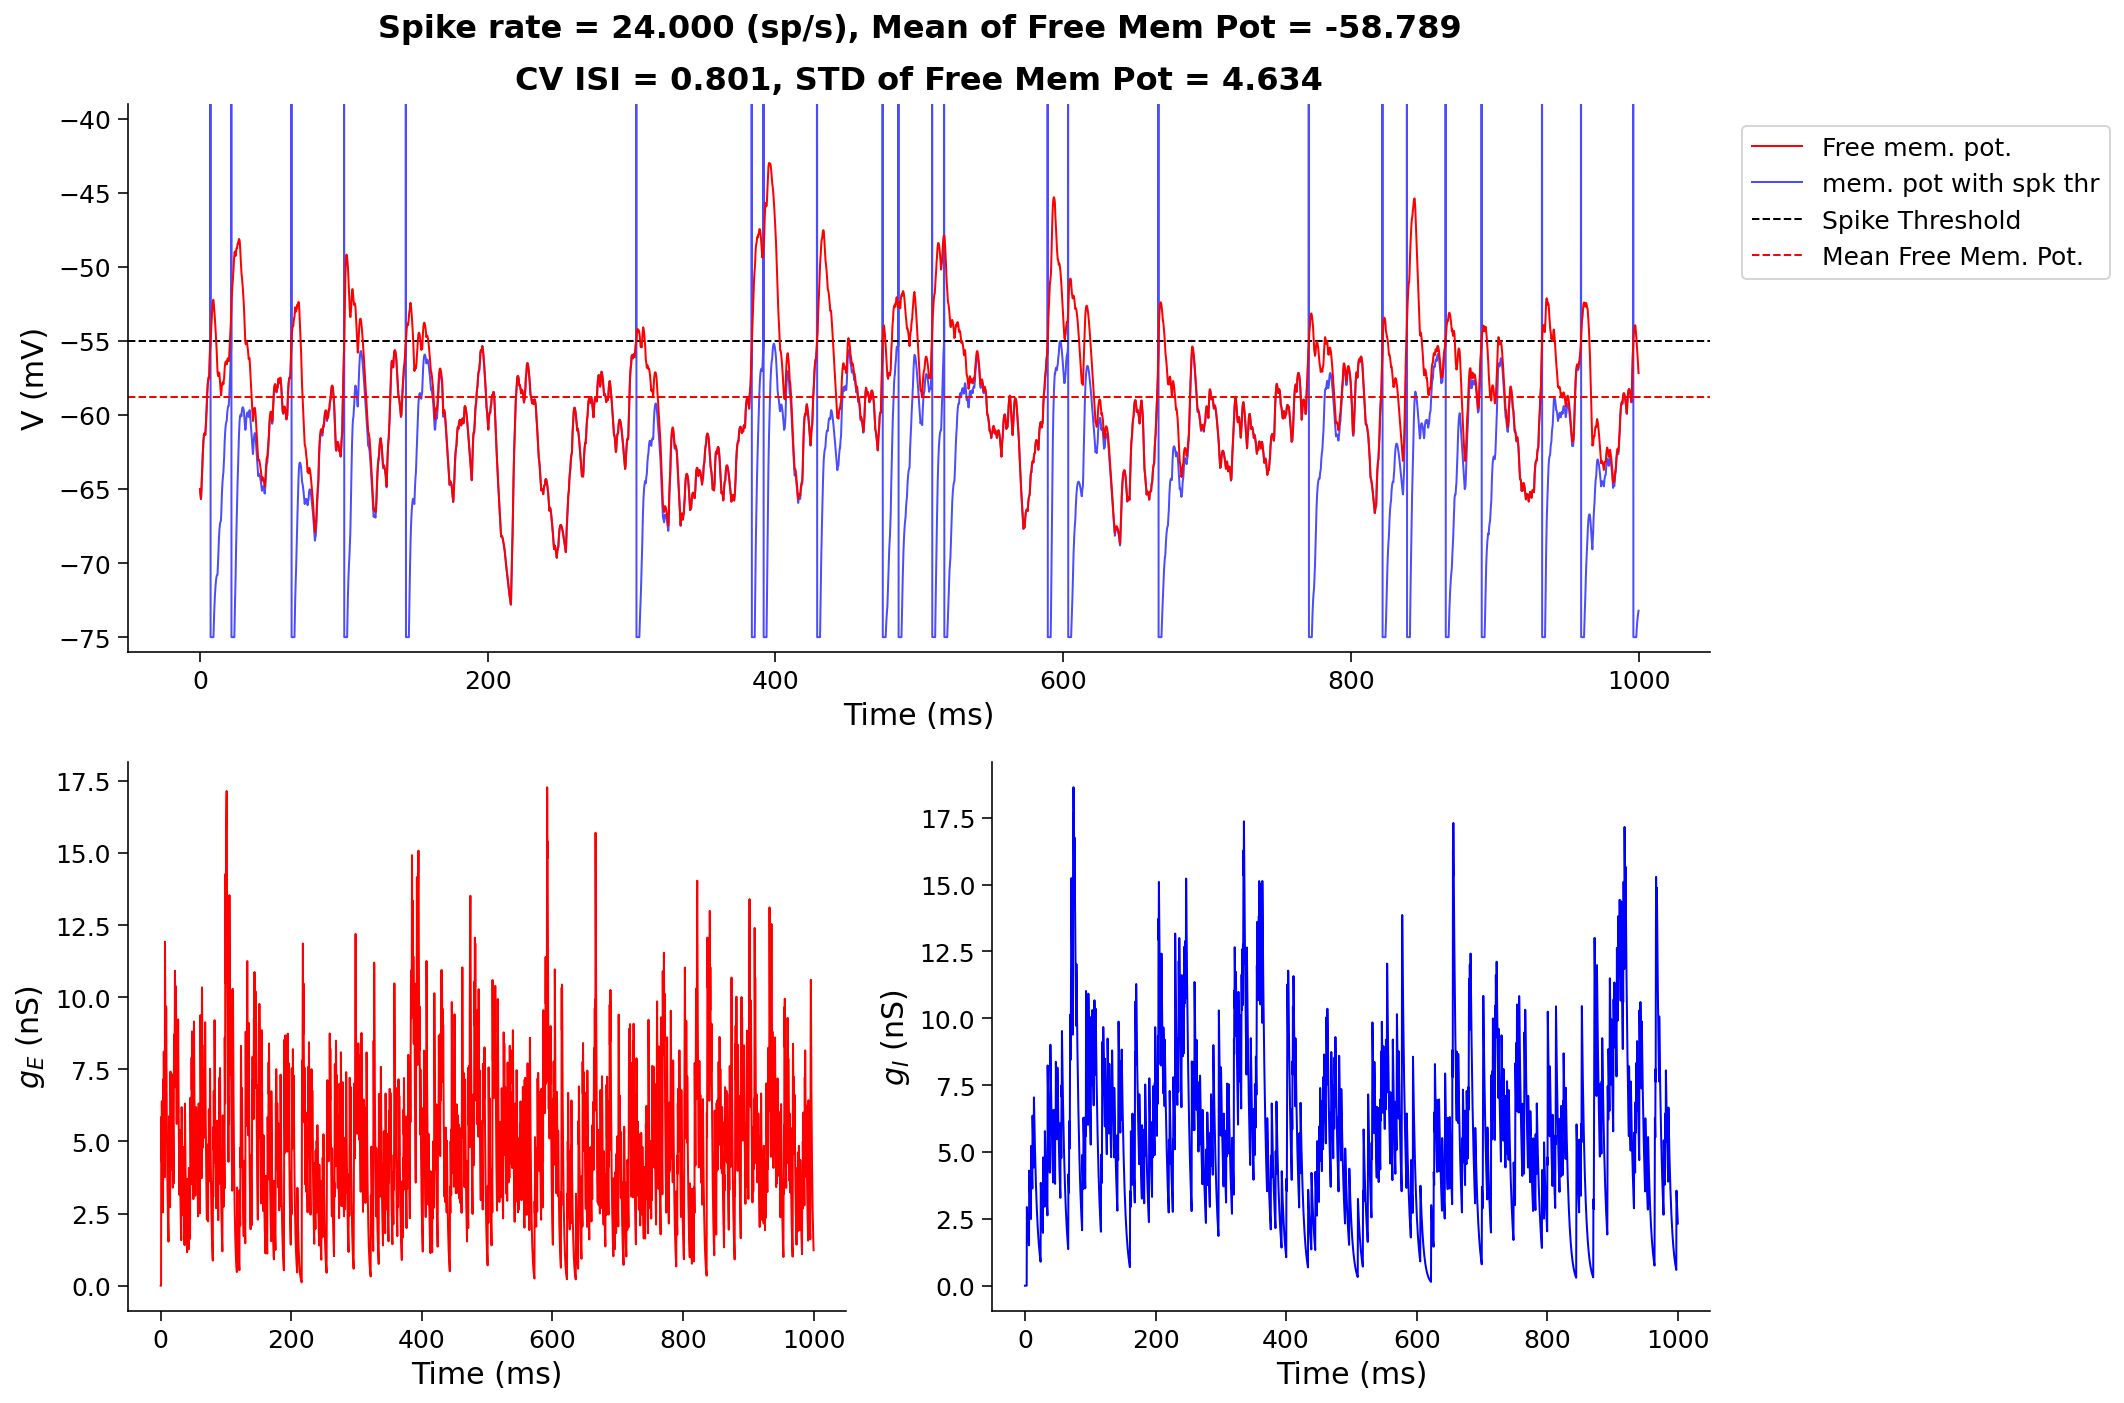 Spike rate = 24.000 (sp/s), Mean of Free Mem Pot = -58.789
CV ISI = 0.801, STD of Free Mem Pot = 4.634
−40
−45
−50
−55
−60
−65
−70
−75
V (mV)
0 200 400 600 800 1000
Time (ms)
Free mem. pot.
mem. pot with spk thr
Spike Threshold
Mean Free Mem. Pot.
17.5
15.0
12.5
10.0
7.5
5.0
2.5
0.0
g_E (nS)
0 200 400 600 800 1000
Time (ms)
17.5
15.0
12.5
10.0
7.5
5.0
2.5
0.0
g_I (nS)
0 200 400 600 800 1000
Time (ms)